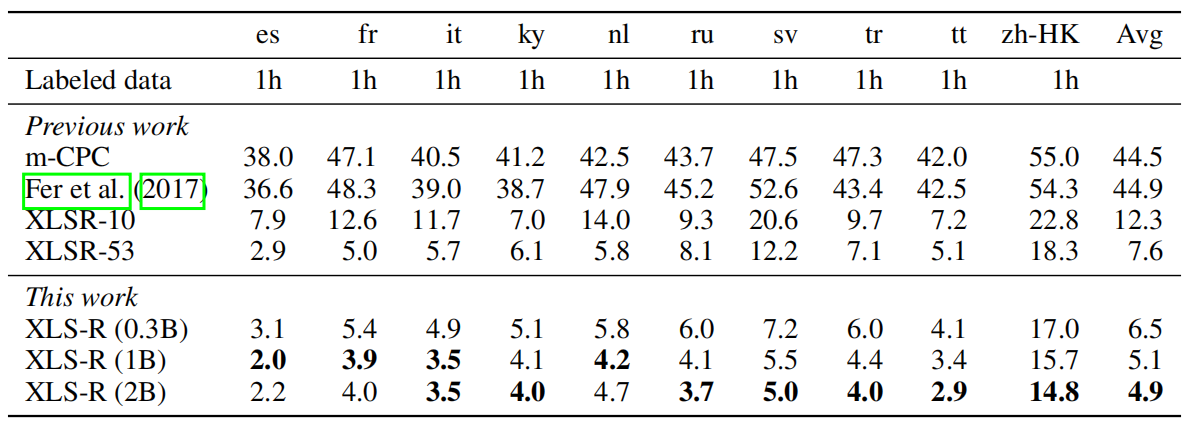 es fr it ky nl ru sv tr tt zh-HK Avg
Labeled data 1h 1h 1h 1h 1h 1h 1h 1h 1h 1h
Previous work
m-CPC 38.0 47.1 40.5 41.2 42.5 43.7 47.5 47.3 42.0 55.0 44.5
Fer et al. (2017) 36.6 48.3 39.0 38.7 47.9 45.2 52.6 43.4 42.5 54.3 44.9
XLSR-10 7.9 12.6 11.7 7.0 14.0 9.3 20.6 9.7 7.2 22.8 12.3
XLSR-53 2.9 5.0 5.7 6.1 5.8 8.1 12.2 7.1 5.1 18.3 7.6
This work
XLS-R (0.3B) 3.1 5.4 4.9 5.1 5.8 6.0 7.2 6.0 4.1 17.0 6.5
XLS-R (1B) 2.0 3.9 3.5 4.1 4.2 4.1 5.5 4.4 3.4 15.7 5.1
XLS-R (2B) 2.2 4.0 3.5 4.0 4.7 3.7 5.0 4.0 2.9 14.8 4.9